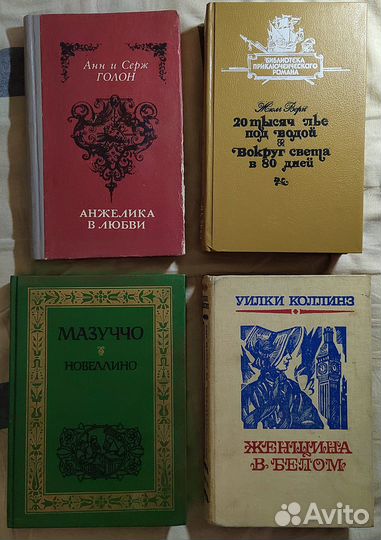 Анн и Серж
ГОЛОН
АНЖЕЛИКА
В ЛЮБВИ
БИБЛИОТЕКА
ПРИКЛЮЧЕНЧЕСКОГО
РОМАНА
Жюль Верн
20 тысяч лье
под водой
Вокруг света
в 80 дней
МАЗУЧЧО
НОВЕЛЛИНО
УИЛКИ КОЛЛИНЗ
ЖЕНЩИНА
В БЕЛОМ
Avito